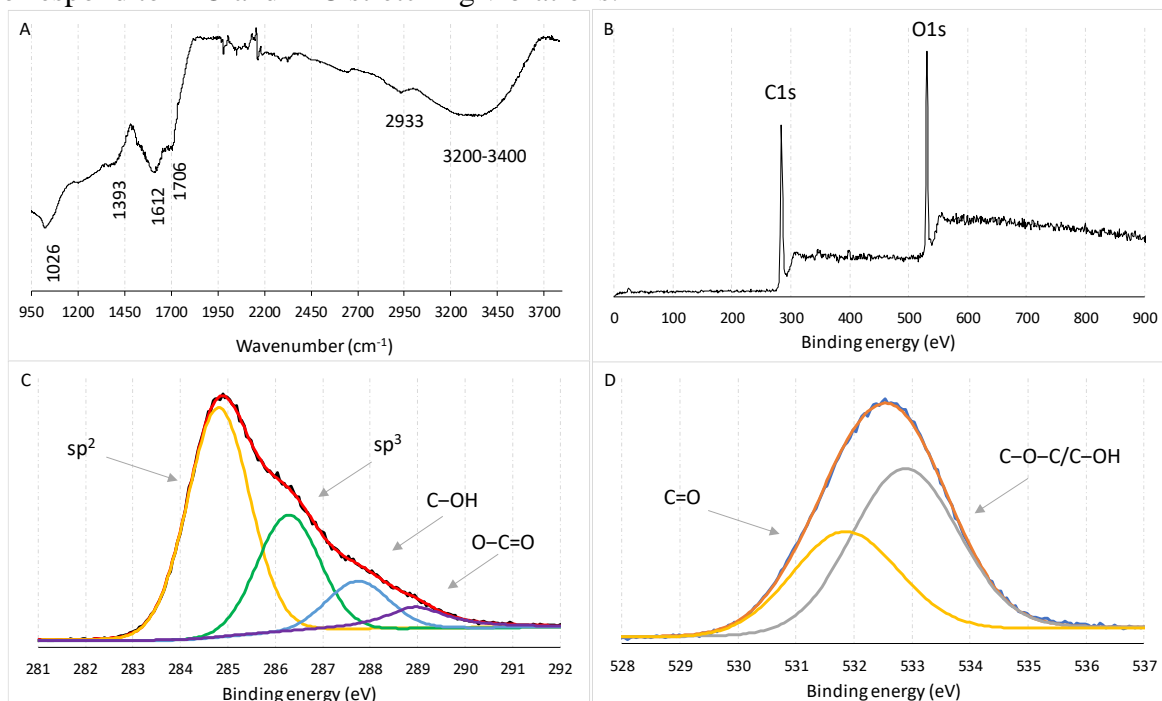 A
2933
3200-3400
1393
1612
1706
1026
950 1200 1450 1700 1950 2200 2450 2700 2950 3200 3450 3700
Wavenumber (cm⁻¹)
B
O1s
C1s
0 100 200 300 400 500 600 700 800 900
Binding energy (eV)
C
sp²
sp³
C–OH
O–C=O
281 282 284 285 286 287 288 289 290 291 292
Binding energy (eV)
D
C=O
C–O–C/C–OH
528 529 530 531 532 533 534 535 536 537
Binding energy (eV)